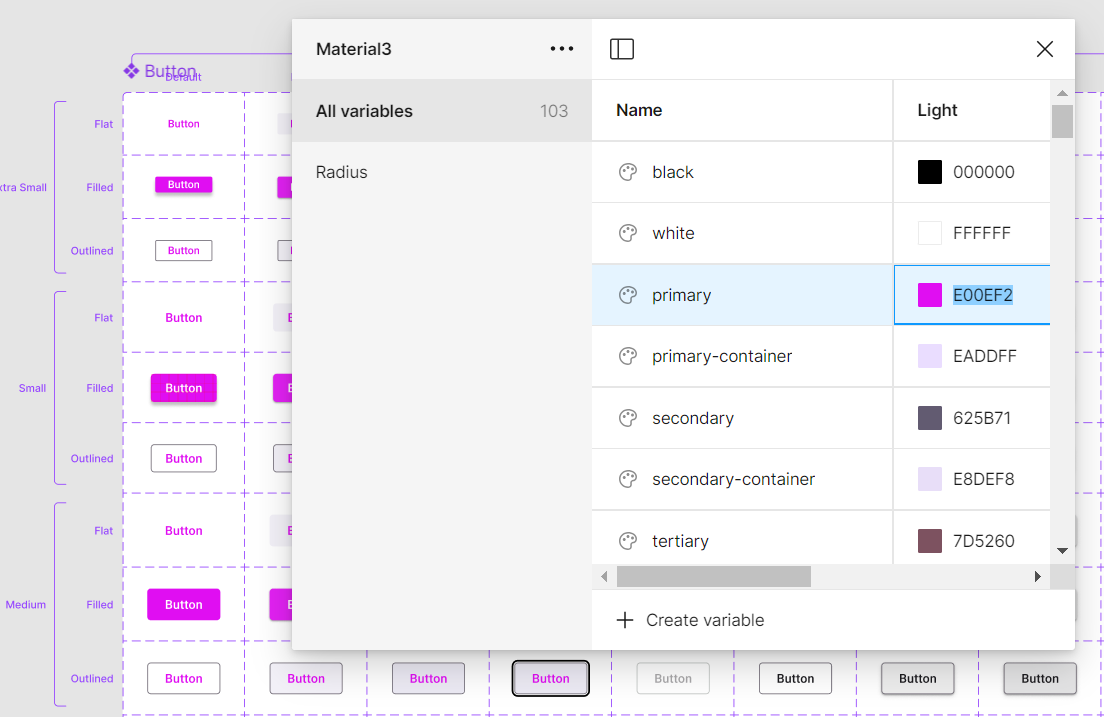 Material3
All variables 103
Radius
Name Light
black 000000
white FFFFFF
primary E00EF2
primary-container EADDFF
secondary 625B71
secondary-container E8DEF8
tertiary 7D5260
Create variable
Button
Default
Flat Button
xtra Small Filled Button
Outlined Button
Flat Button
Small Filled Button
Outlined Button
Flat Button
Medium Filled Button
Outlined Button Button Button Button Button Button Button Button